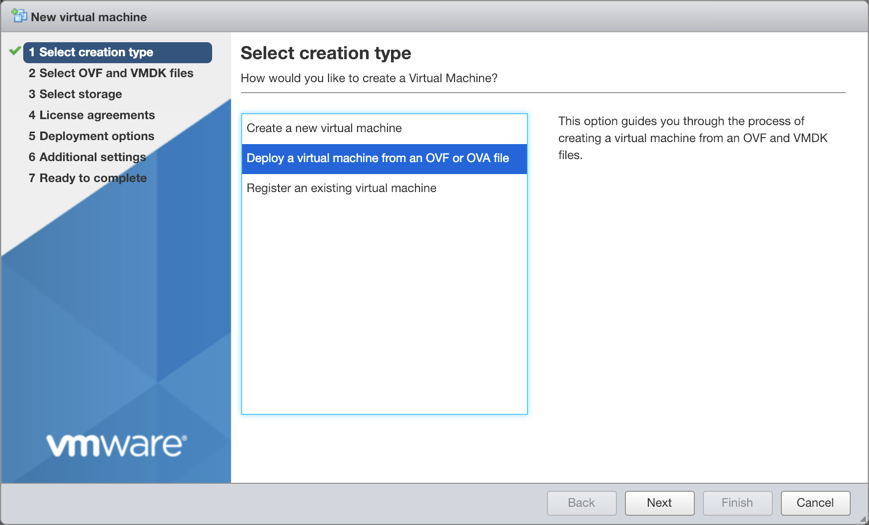 New virtual machine
1 Select creation type
2 Select OVF and VMDK files
3 Select storage
4 License agreements
5 Deployment options
6 Additional settings
7 Ready to complete
vmware®
Select creation type
How would you like to create a Virtual Machine?
Create a new virtual machine
Deploy a virtual machine from an OVF or OVA file
Register an existing virtual machine
This option guides you through the process of
creating a virtual machine from an OVF and VMDK
files.
Back
Next
Finish
Cancel